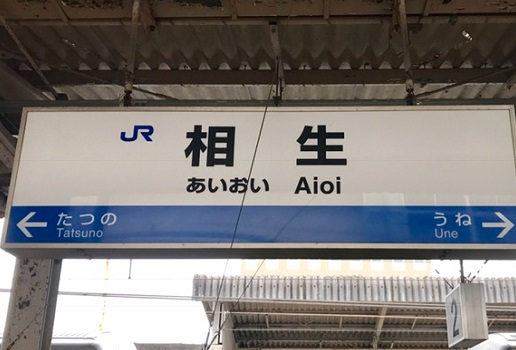 JR 相生
あいおい Aioi
← たつの うね →
Tatsuno Une
2